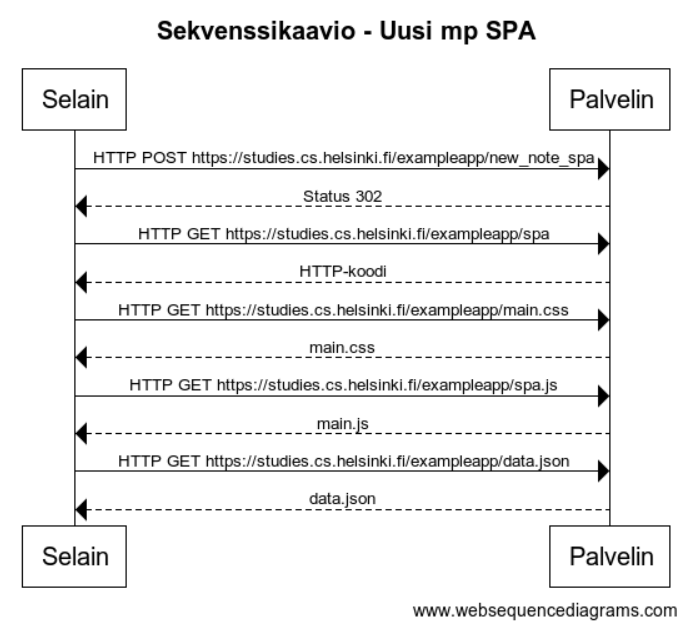 Sekvenssikaavio - Uusi mp SPA
Selain
Palvelin
HTTP POST https://studies.cs.helsinki.fi/exampleapp/new_note_spa
Status 302
HTTP GET https://studies.cs.helsinki.fi/exampleapp/spa
HTTP-koodi
HTTP GET https://studies.cs.helsinki.fi/exampleapp/main.css
main.css
HTTP GET https://studies.cs.helsinki.fi/exampleapp/spa.js
main.js
HTTP GET https://studies.cs.helsinki.fi/exampleapp/data.json
data.json
Selain
Palvelin
www.websequencediagrams.com